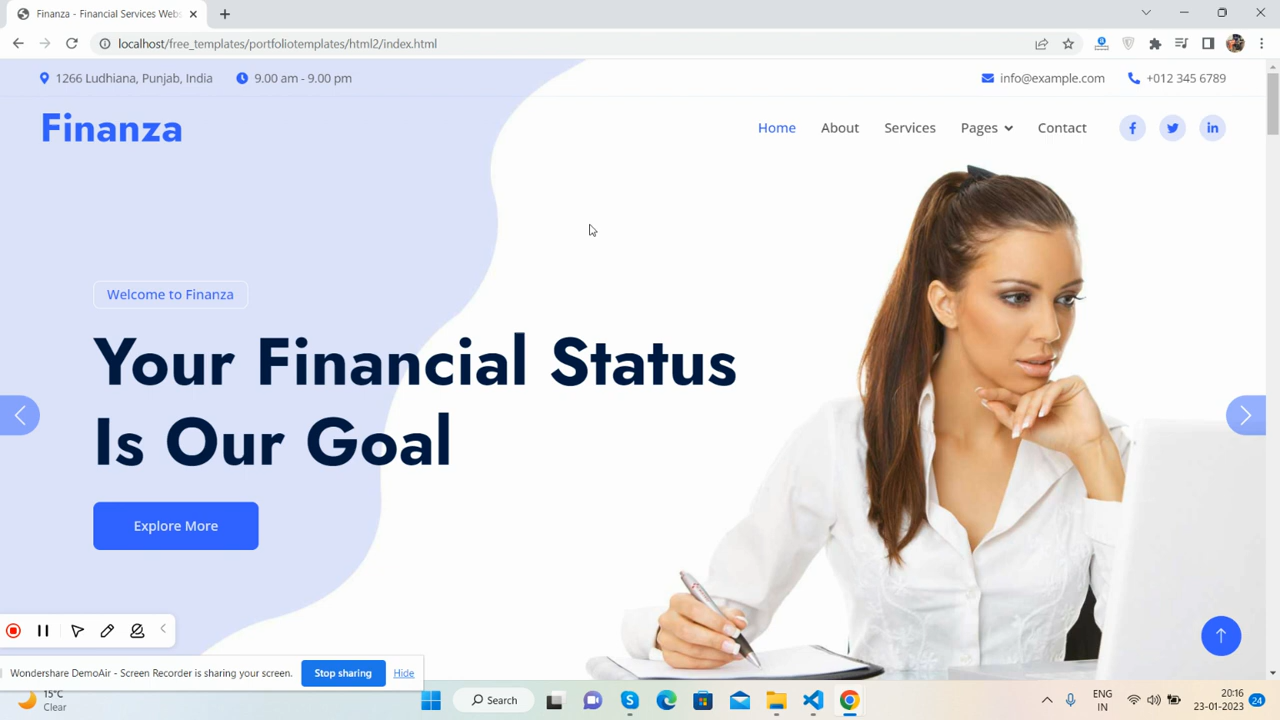 Finanza - Financial Services Webs
localhost/free_templates/portfoliotemplates/html2/index.html
1266 Ludhiana, Punjab, India 9.00 am - 9.00 pm info@example.com +012 345 6789
Finanza Home About Services Pages Contact
Welcome to Finanza
Your Financial Status
Is Our Goal
Explore More
Wondershare DemoAir - Screen Recorder is sharing your screen. Stop sharing Hide
15°C
Clear
Search
ENG
IN
20:16
23-01-2023
24